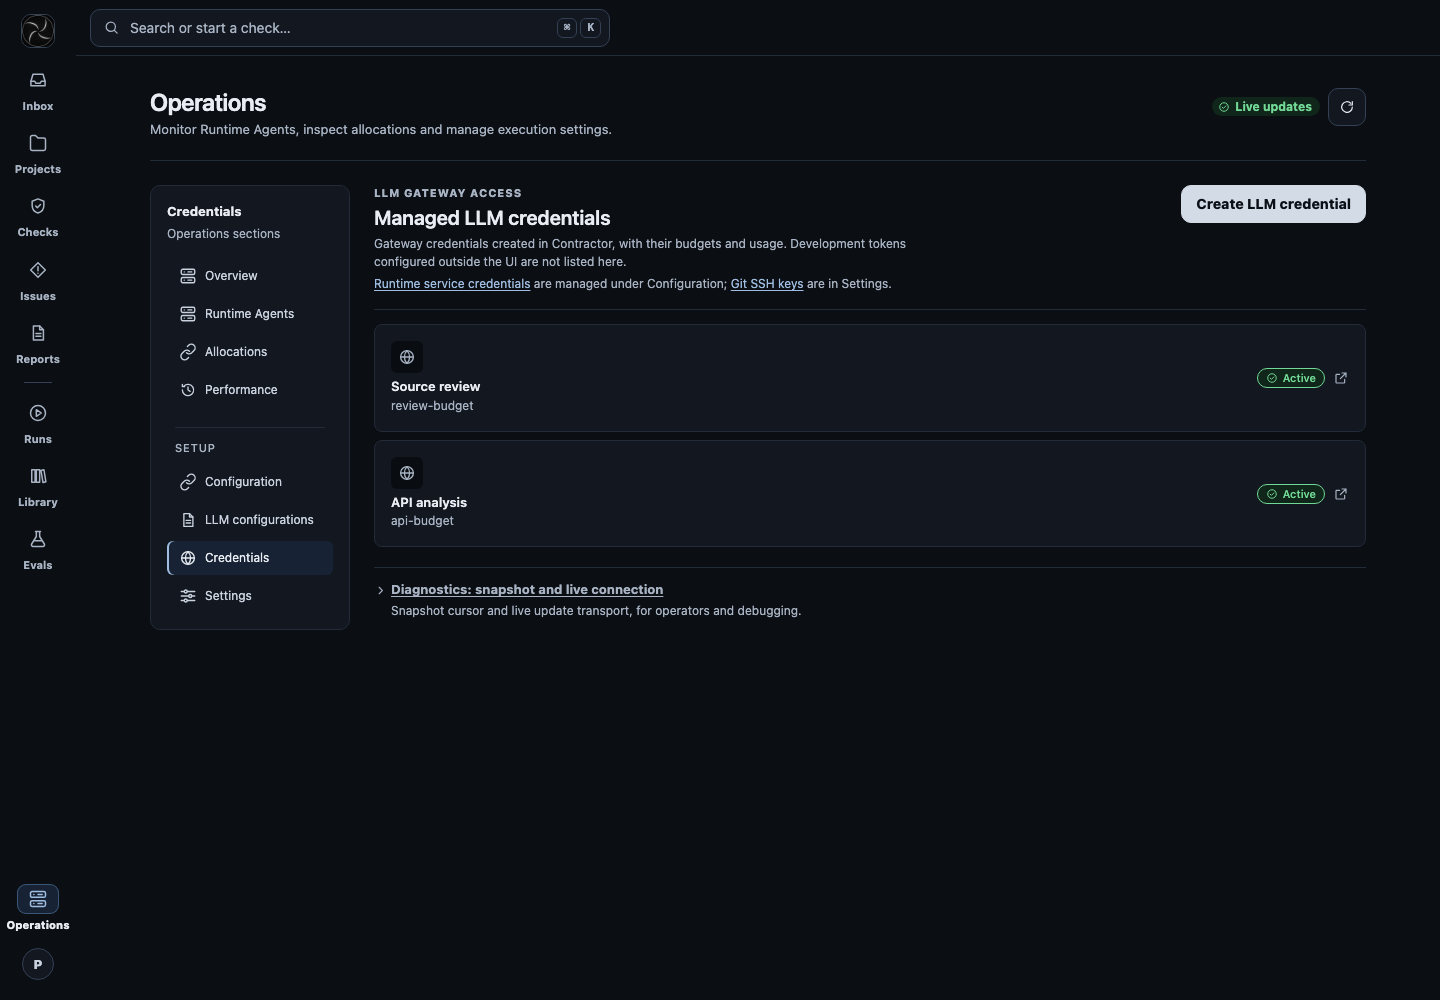 Search or start a check...
⌘ K
Inbox
Projects
Checks
Issues
Reports
Runs
Library
Evals
Operations
P
Operations
Monitor Runtime Agents, inspect allocations and manage execution settings.
Live updates
Credentials
Operations sections
Overview
Runtime Agents
Allocations
Performance
SETUP
Configuration
LLM configurations
Credentials
Settings
LLM GATEWAY ACCESS
Managed LLM credentials
Gateway credentials created in Contractor, with their budgets and usage. Development tokens
configured outside the UI are not listed here.
Runtime service credentials are managed under Configuration; Git SSH keys are in Settings.
Create LLM credential
Source review
review-budget
Active
API analysis
api-budget
Active
Diagnostics: snapshot and live connection
Snapshot cursor and live update transport, for operators and debugging.